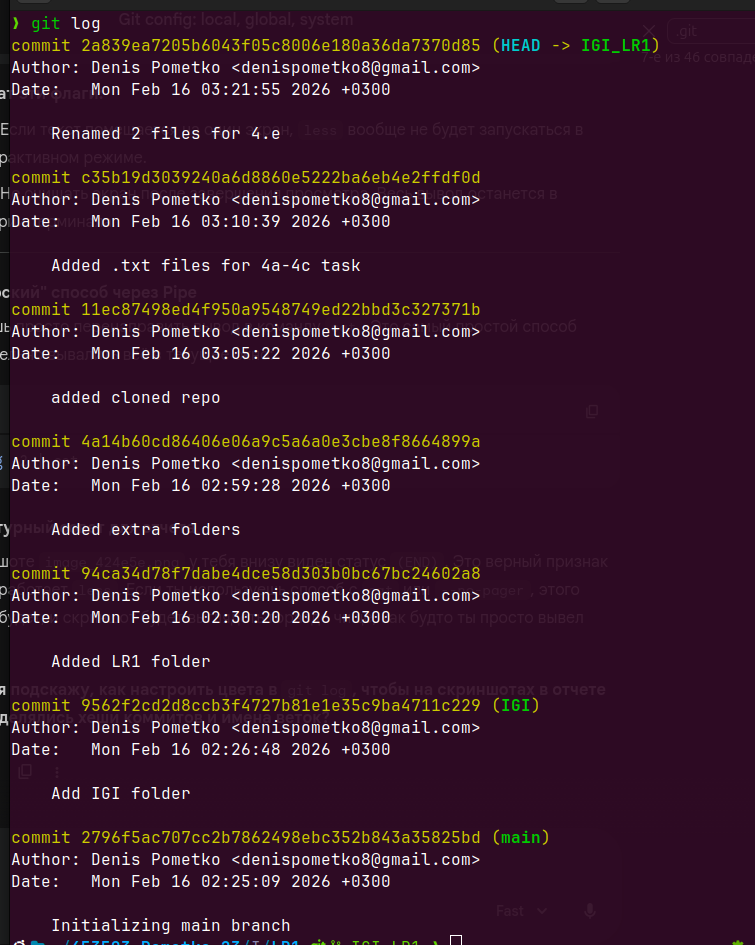 Git config: local, global, system
❯ git log
commit 2a839ea7205b6043f05c8006e180a36da7370d85 (HEAD -> IGI_LR1)
Author: Denis Pometko <denispometko8@gmail.com>
Date:   Mon Feb 16 03:21:55 2026 +0300
Renamed 2 files for 4.e
commit c35b19d3039240a6d8860e5222ba6eb4e2ffdf0d
Author: Denis Pometko <denispometko8@gmail.com>
Date:   Mon Feb 16 03:10:39 2026 +0300
Added .txt files for 4a-4c task
commit 11ec87498ed4f950a9548749ed22bbd3c327371b
Author: Denis Pometko <denispometko8@gmail.com>
Date:   Mon Feb 16 03:05:22 2026 +0300
added cloned repo
commit 4a14b60cd86406e06a9c5a6a0e3cbe8f8664899a
Author: Denis Pometko <denispometko8@gmail.com>
Date:   Mon Feb 16 02:59:28 2026 +0300
Added extra folders
commit 94ca34d78f7dabe4dce58d303b0bc67bc24602a8
Author: Denis Pometko <denispometko8@gmail.com>
Date:   Mon Feb 16 02:30:20 2026 +0300
Added LR1 folder
commit 9562f2cd2d8ccb3f4727b81e1e35c9ba4711c229 (IGI)
Author: Denis Pometko <denispometko8@gmail.com>
Date:   Mon Feb 16 02:26:48 2026 +0300
Add IGI folder
commit 2796f5ac707cc2b7862498ebc352b843a35825bd (main)
Author: Denis Pometko <denispometko8@gmail.com>
Date:   Mon Feb 16 02:25:09 2026 +0300
Fast
Initializing main branch